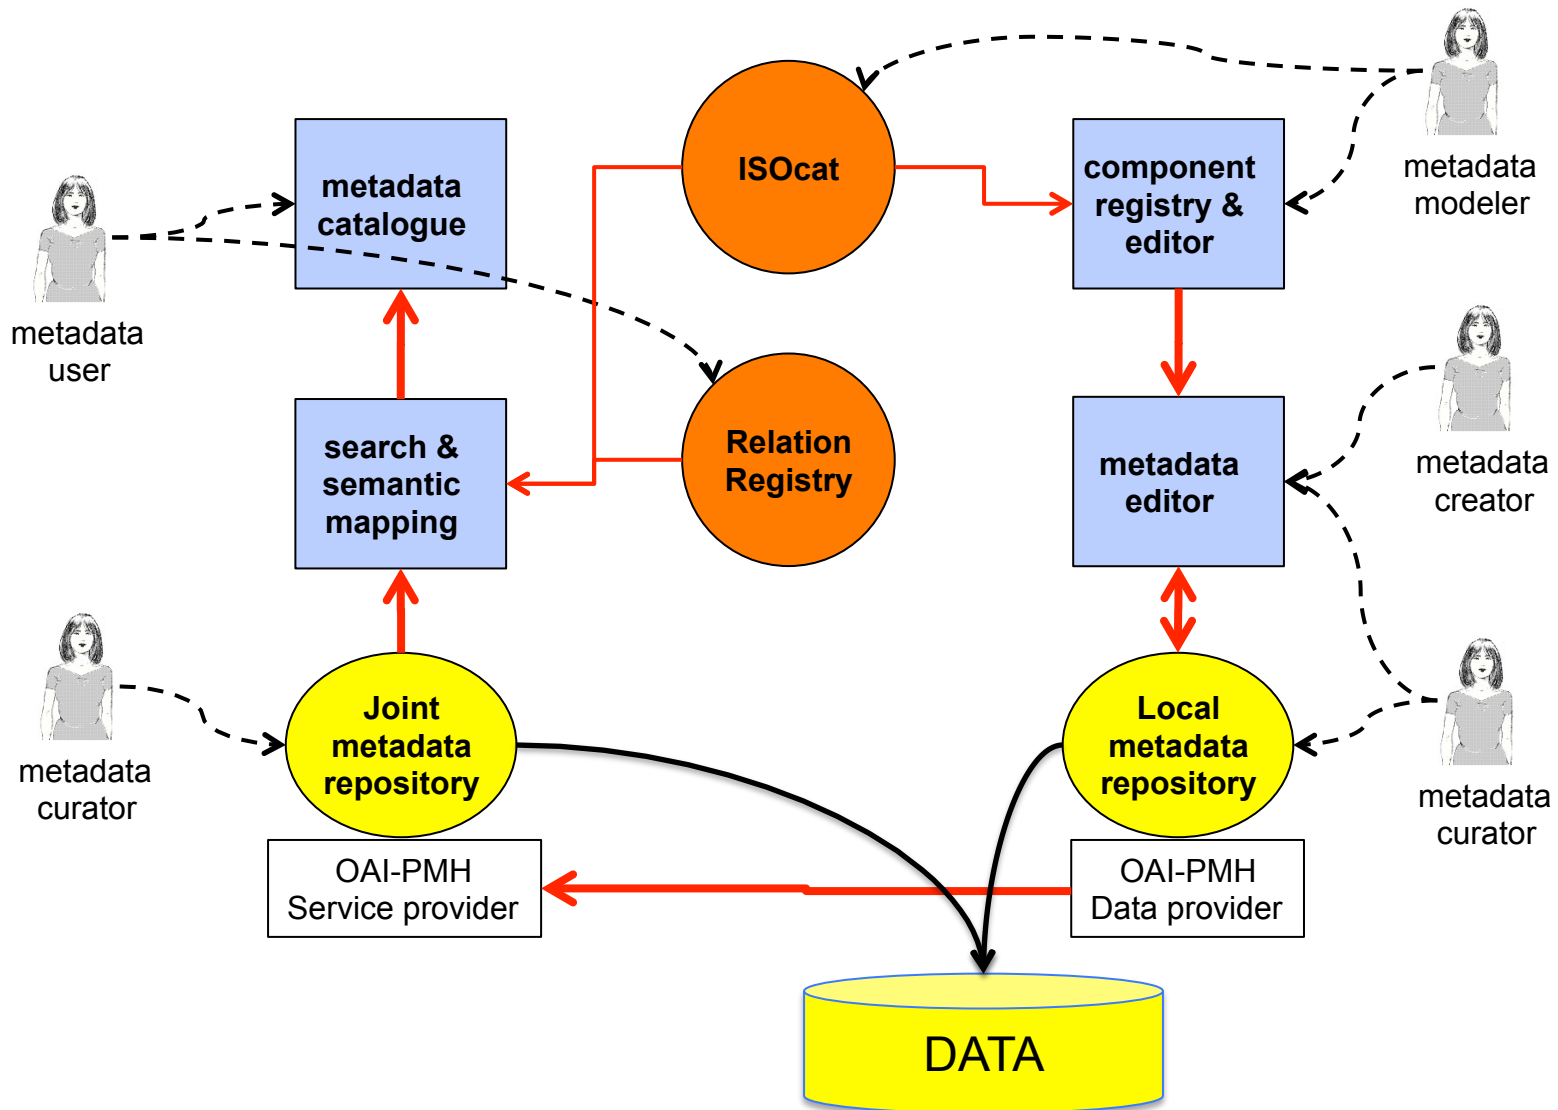 metadata
catalogue
ISOcat
component
registry &
editor
metadata
modeler
metadata
user
search &
semantic
mapping
Relation
Registry
metadata
editor
metadata
creator
metadata
curator
Joint
metadata
repository
Local
metadata
repository
metadata
curator
OAI-PMH
Service provider
OAI-PMH
Data provider
DATA